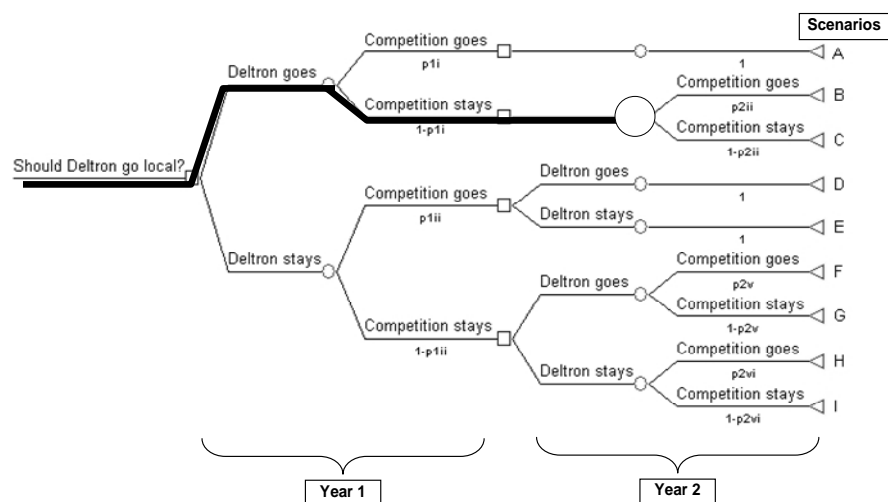 Scenarios
Competition goes
p1i
1
A
Deltron goes
Competition goes
p2ii
B
Competition stays
1-p1i
Competition stays
1-p2ii
C
Should Deltron go local?
Deltron goes
1
D
Competition goes
p1ii
Deltron stays
1
E
Deltron stays
Competition goes
p2v
F
Deltron goes
Competition stays
1-p2v
G
Competition stays
1-p1ii
Competition goes
p2vi
H
Deltron stays
Competition stays
1-p2vi
I
Year 1
Year 2